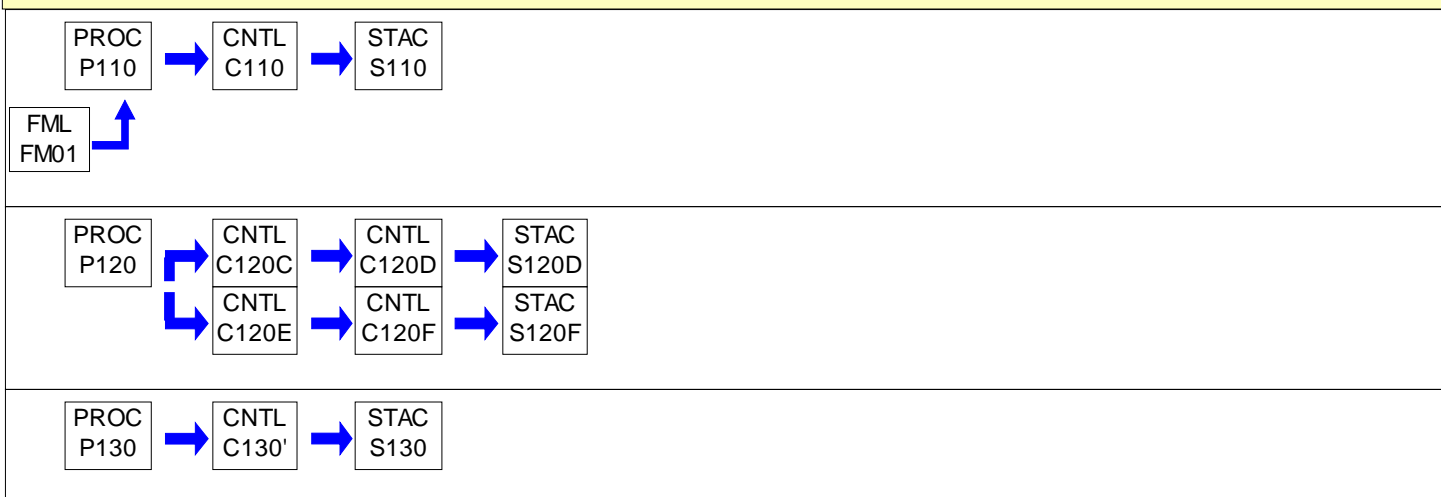 PROC CNTL STAC
P110 C110 S110
FML
FM01
PROC CNTL CNTL STAC
P120 C120C C120D S120D
CNTL CNTL STAC
C120E C120F S120F
PROC CNTL STAC
P130 C130' S130